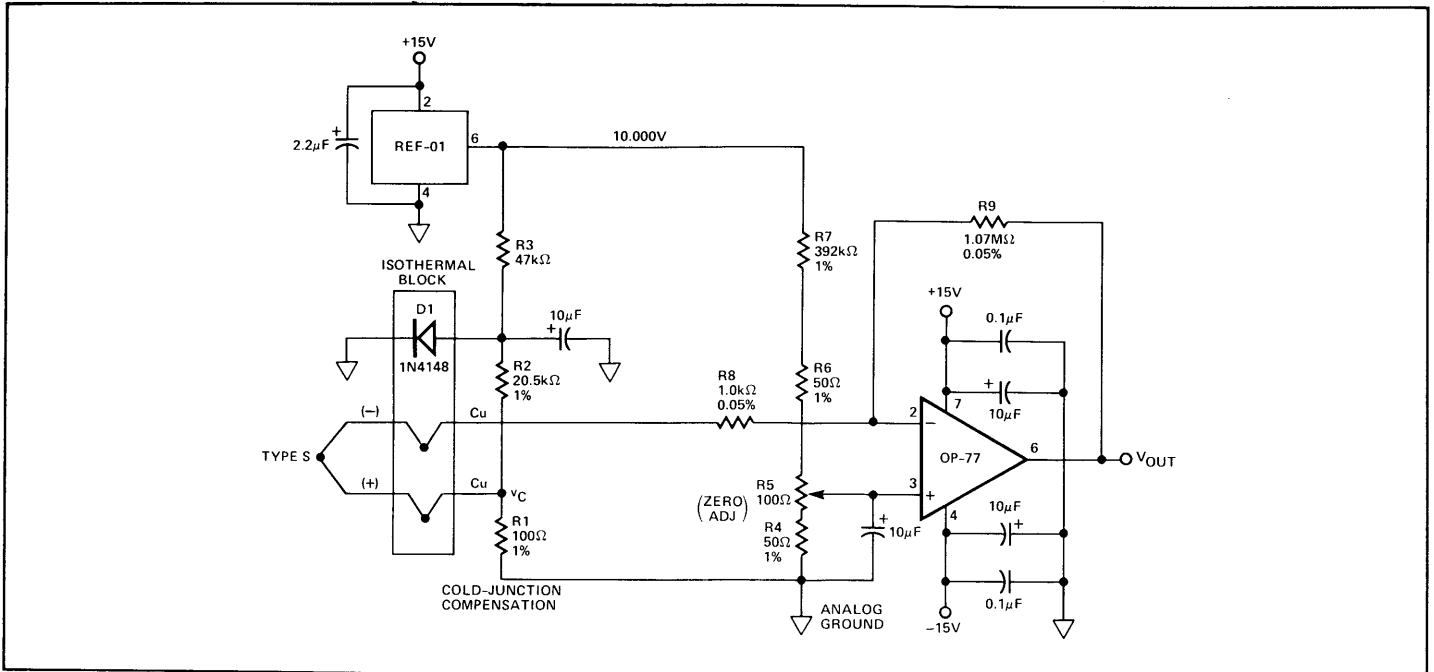 +15V
2
2.2µF
+
REF-01
6
10.000V
4
R9
1.07MΩ
0.05%
R3
47kΩ
R7
392kΩ
1%
ISOTHERMAL
BLOCK
D1
1N4148
10µF
+
+15V
0.1µF
R2
20.5kΩ
1%
R8
1.0kΩ
0.05%
R6
50Ω
1%
+
10µF
7
(–)
Cu
2
–
TYPE S
OP-77
6
VOUT
(+)
Cu
vC
(ZERO ADJ)
R5
100Ω
3
+
+
10µF
4
10µF
+
R1
100Ω
1%
R4
50Ω
1%
COLD-JUNCTION
COMPENSATION
ANALOG
GROUND
0.1µF
–15V